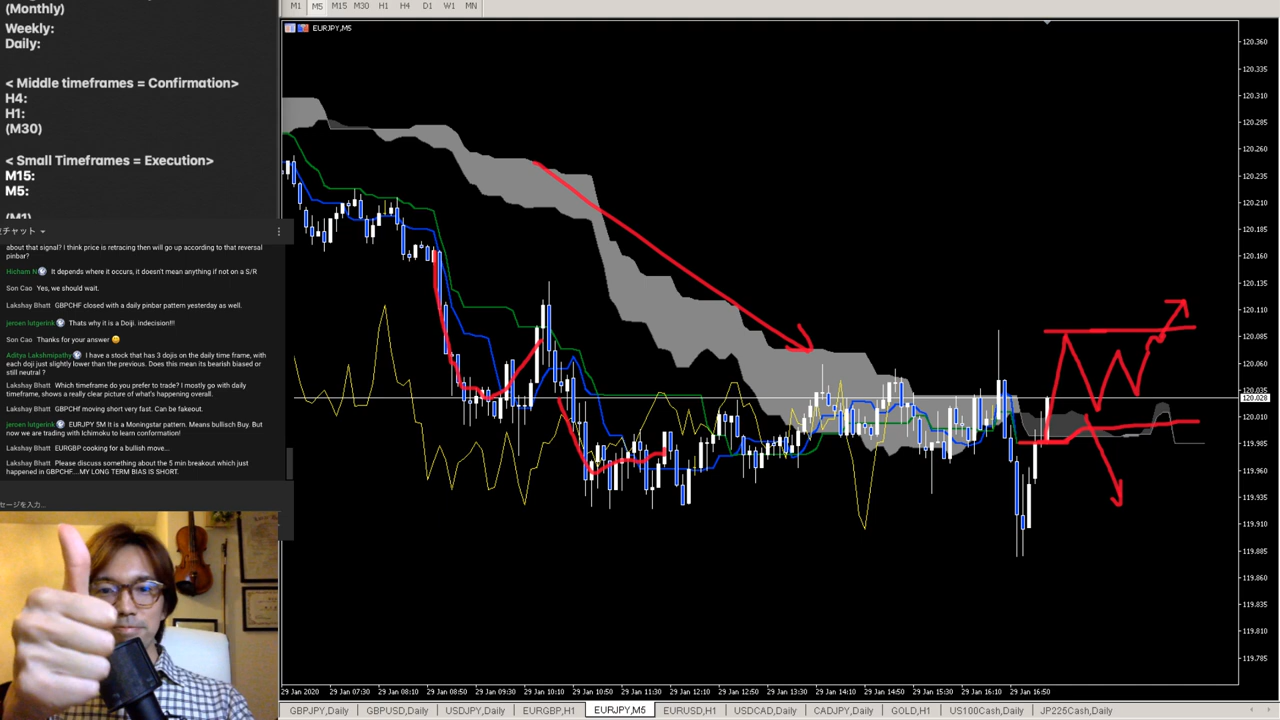 (Monthly)
Weekly:
Daily:
< Middle timeframes = Confirmation>
H4:
H1:
(M30)
< Small Timeframes = Execution>
M15:
M5:
(M1)
チャット
about that signal? I think price is retracing then will go up according to that reversal
pinbar?
Hicham N It depends where it occurs, it doesn't mean anything if not on a S/R
Son Cao Yes, we should wait.
Lakshay Bhatt GBPCHF closed with a daily pinbar pattern yesterday as well.
jeroen lutgerink Thats why it is a Doiji. indecision!!!
Son Cao Thanks for your answer 😀
Aditya Lakshmipathy I have a stock that has 3 dojis on the daily time frame, with
each doji just slightly lower than the previous. Does this mean its bearish biased or
still neutral ?
Lakshay Bhatt Which timeframe do you prefer to trade? I mostly go with daily
timeframe, shows a really clear picture of what's happening overall.
Lakshay Bhatt GBPCHF moving short very fast. Can be fakeout.
jeroen lutgerink EURJPY 5M It is a Moningstar pattern. Means bullisch Buy. But
now we are trading with Ichimoku to learn conformation!
Lakshay Bhatt EURGBP cooking for a bullish move...
Lakshay Bhatt Please discuss something about the 5 min breakout which just
happened in GBPCHF....MY LONG TERM BIAS IS SHORT.
セージを入力...
M1 M5 M15 M30 H1 H4 D1 W1 MN
EURJPY,M5
120.360
120.335
120.310
120.285
120.260
120.235
120.210
120.185
120.160
120.135
120.110
120.085
120.060
120.035
120.028
120.010
119.985
119.960
119.935
119.910
119.885
119.860
119.835
119.810
119.785
29 Jan 2020 29 Jan 07:30 29 Jan 08:10 29 Jan 08:50 29 Jan 09:30 29 Jan 10:10 29 Jan 10:50 29 Jan 11:30 29 Jan 12:10 29 Jan 12:50 29 Jan 13:30 29 Jan 14:10 29 Jan 14:50 29 Jan 15:30 29 Jan 16:10 29 Jan 16:50
GBPJPY,Daily GBPUSD,Daily USDJPY,Daily EURGBP,H1 EURJPY,M5 EURUSD,H1 USDCAD,Daily CADJPY,Daily GOLD,H1 US100Cash,Daily JP225Cash,Daily